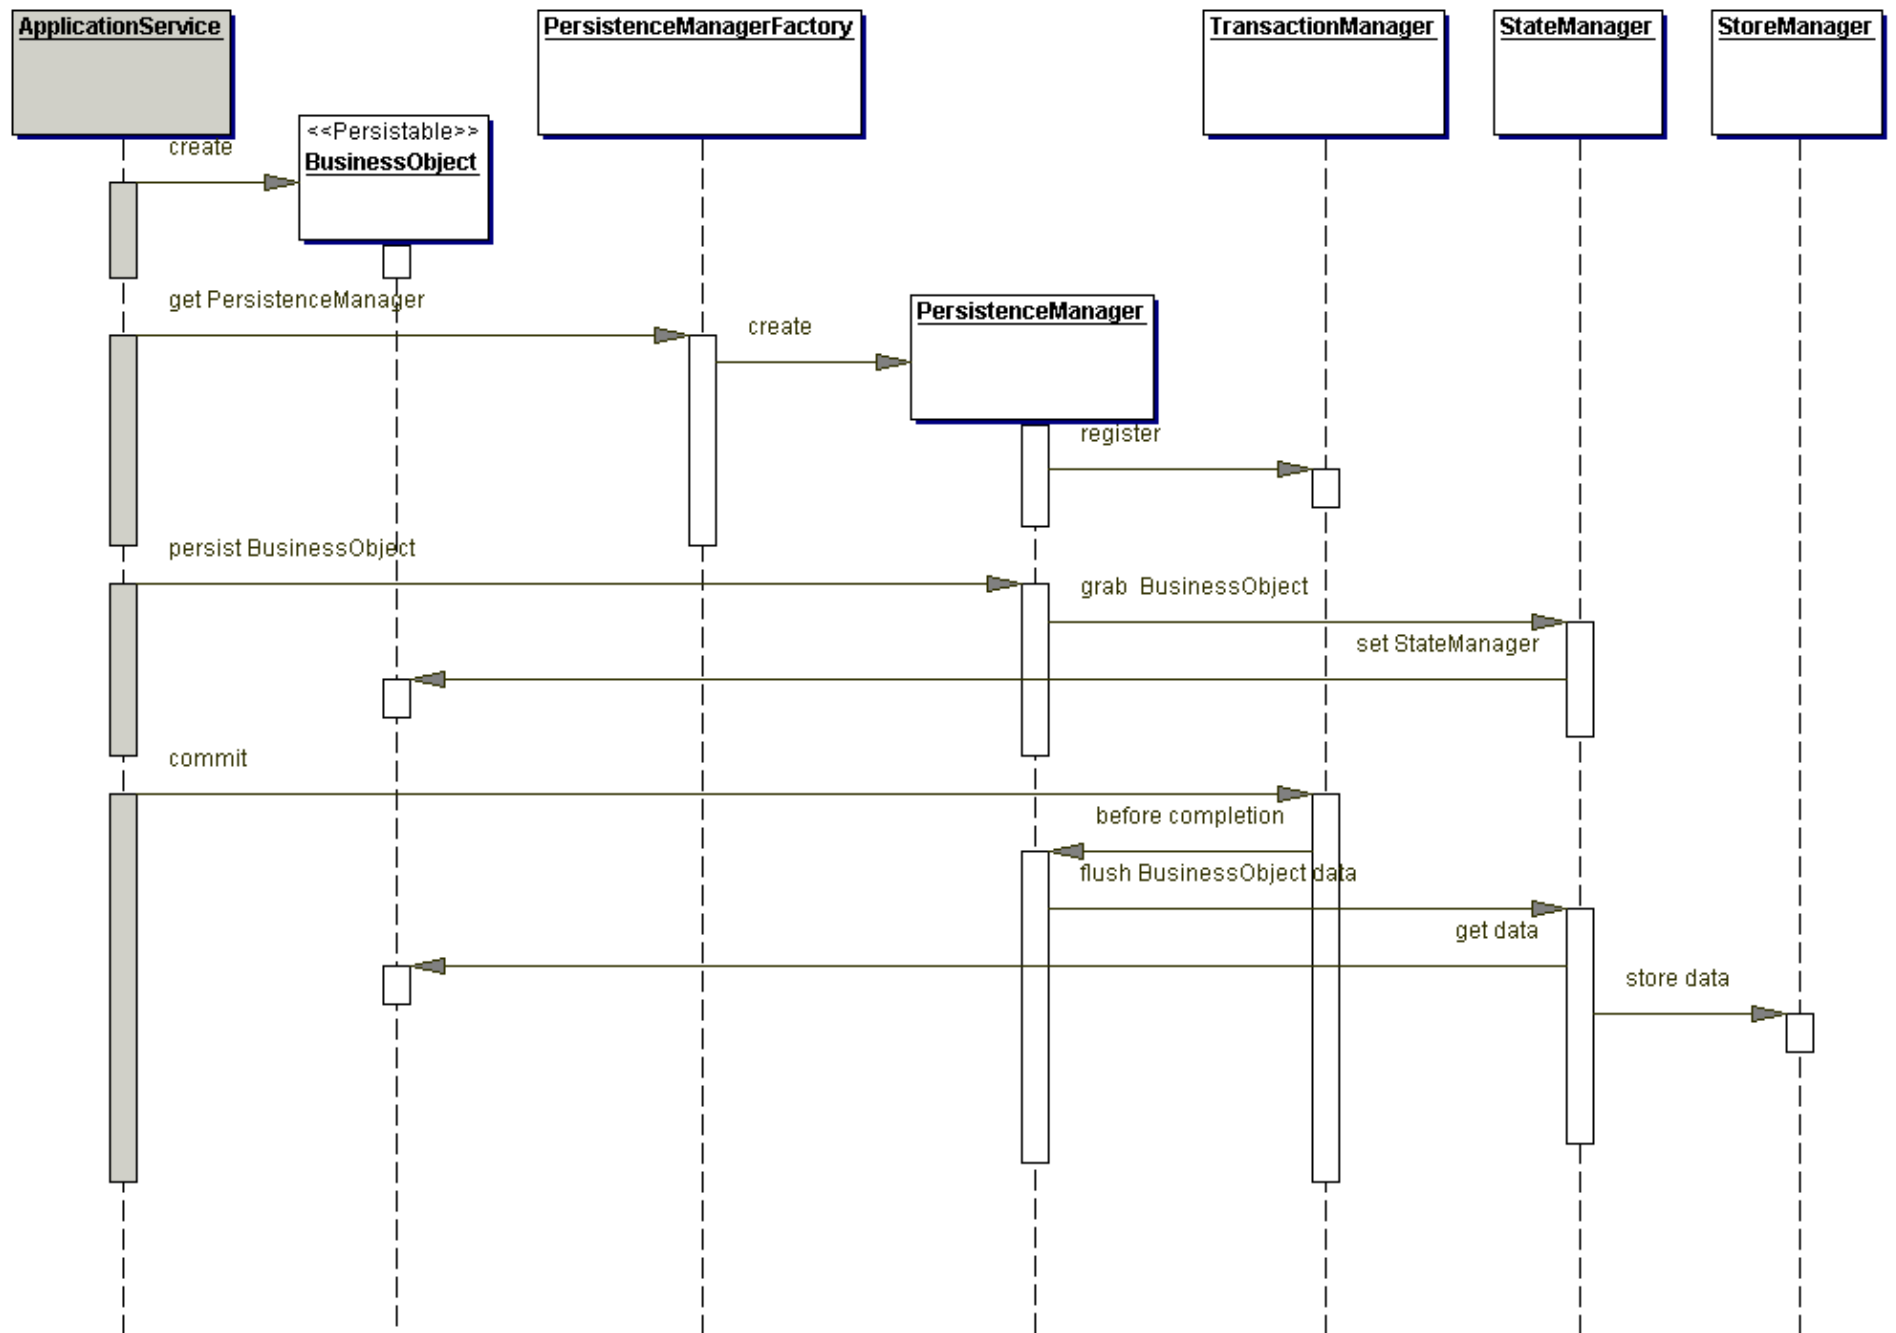 ApplicationService
PersistenceManagerFactory
TransactionManager
StateManager
StoreManager
<<Persistable>>
BusinessObject
create
get PersistenceManager
PersistenceManager
create
register
persist BusinessObject
grab  BusinessObject
set StateManager
commit
before completion
flush BusinessObject data
get data
store data